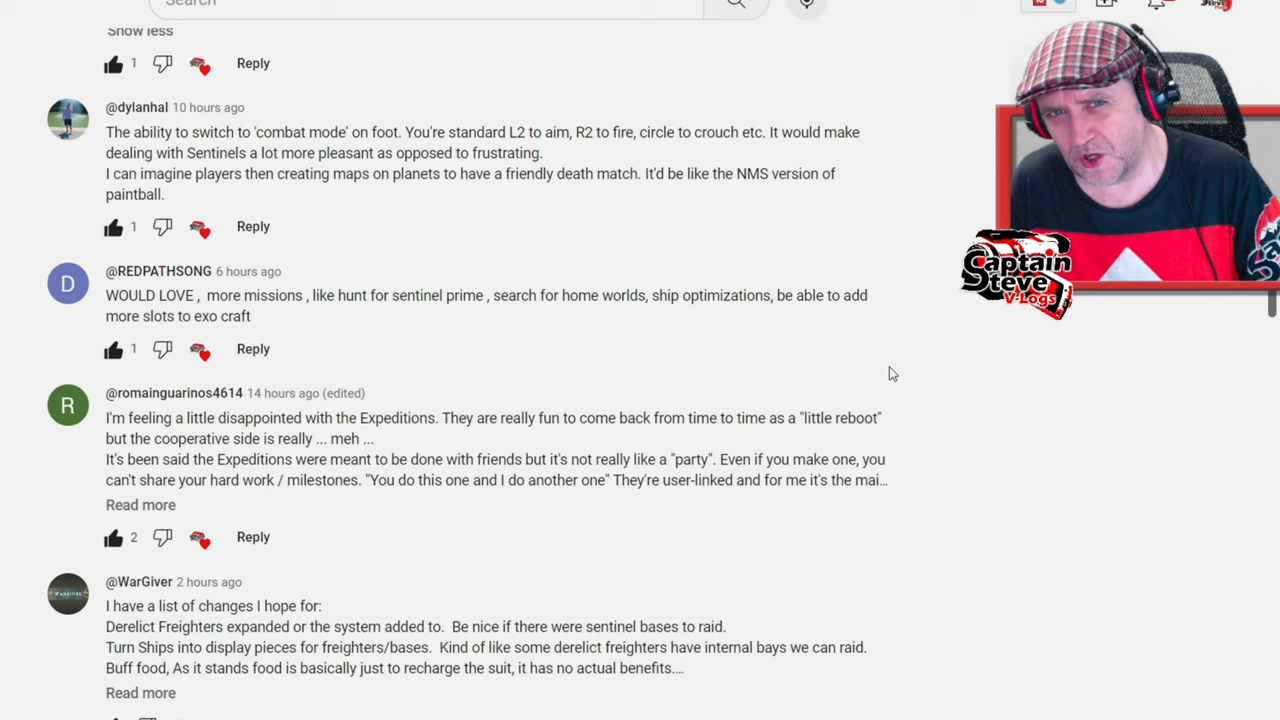 Search
Show less
1 Reply
@dylanhal 10 hours ago
The ability to switch to 'combat mode' on foot. You're standard L2 to aim, R2 to fire, circle to crouch etc. It would make
dealing with Sentinels a lot more pleasant as opposed to frustrating.
I can imagine players then creating maps on planets to have a friendly death match. It'd be like the NMS version of
paintball.
1 Reply
D
@REDPATHSONG 6 hours ago
WOULD LOVE , more missions , like hunt for sentinel prime , search for home worlds, ship optimizations, be able to add
more slots to exo craft
1 Reply
R
@romainguarinos4614 14 hours ago (edited)
I'm feeling a little disappointed with the Expeditions. They are really fun to come back from time to time as a "little reboot"
but the cooperative side is really ... meh ...
It's been said the Expeditions were meant to be done with friends but it's not really like a "party". Even if you make one, you
can't share your hard work / milestones. "You do this one and I do another one" They're user-linked and for me it's the mai...
Read more
2 Reply
WARGIVER
@WarGiver 2 hours ago
I have a list of changes I hope for:
Derelict Freighters expanded or the system added to. Be nice if there were sentinel bases to raid.
Turn Ships into display pieces for freighters/bases. Kind of like some derelict freighters have internal bays we can raid.
Buff food, As it stands food is basically just to recharge the suit, it has no actual benefits....
Read more
Captain
Steve
V-Logs